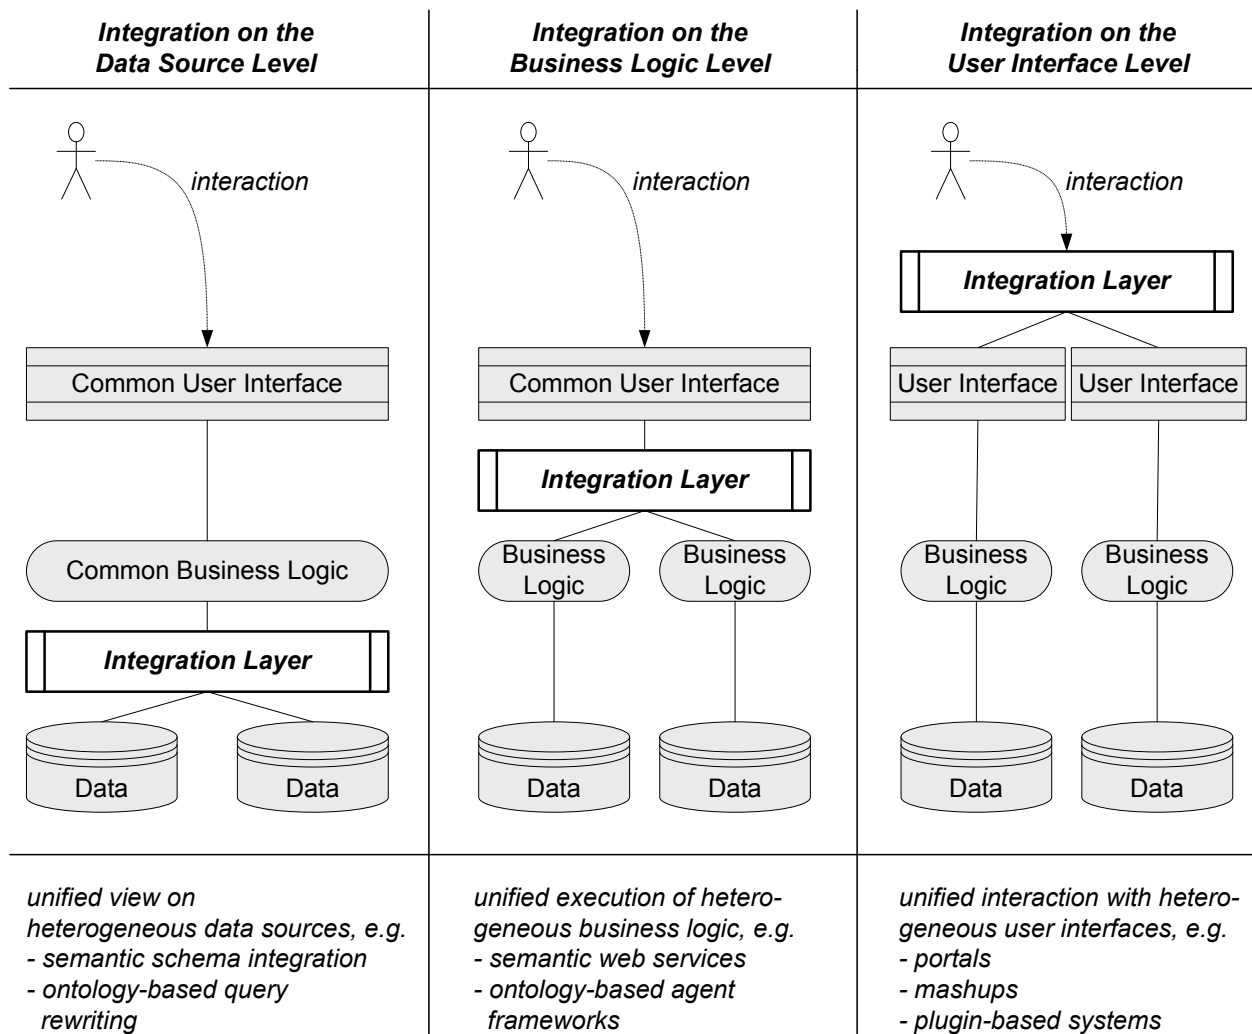 Integration on the
Data Source Level
Integration on the
Business Logic Level
Integration on the
User Interface Level
interaction
Common User Interface
Common Business Logic
Integration Layer
Data
Data
interaction
Common User Interface
Integration Layer
Business
Logic
Business
Logic
Data
Data
interaction
Integration Layer
User Interface
User Interface
Business
Logic
Business
Logic
Data
Data
unified view on
heterogeneous data sources, e.g.
- semantic schema integration
- ontology-based query
rewriting
unified execution of hetero-
geneous business logic, e.g.
- semantic web services
- ontology-based agent
frameworks
unified interaction with hetero-
geneous user interfaces, e.g.
- portals
- mashups
- plugin-based systems